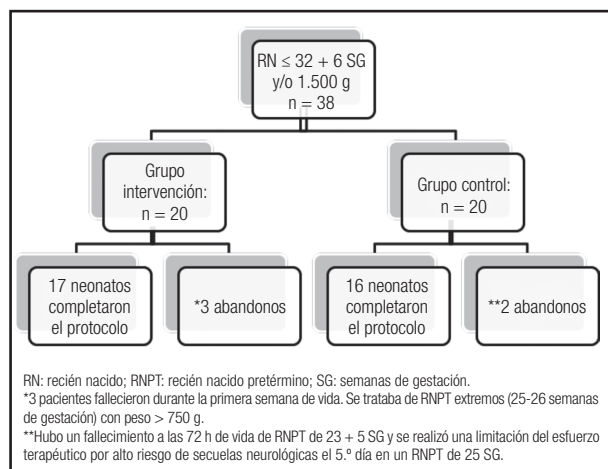 RN ≤ 32 + 6 SG
y/o 1.500 g
n = 38
Grupo
intervención:
n = 20
Grupo control:
n = 20
17 neonatos
completaron
el protocolo
*3 abandonos
16 neonatos
completaron
el protocolo
**2 abandonos
RN: recién nacido; RNPT: recién nacido pretérmino; SG: semanas de gestación.
*3 pacientes fallecieron durante la primera semana de vida. Se trataba de RNPT extremos (25-26 semanas
de gestación) con peso > 750 g.
**Hubo un fallecimiento a las 72 h de vida de RNPT de 23 + 5 SG y se realizó una limitación del esfuerzo
terapéutico por alto riesgo de secuelas neurológicas el 5.º día en un RNPT de 25 SG.